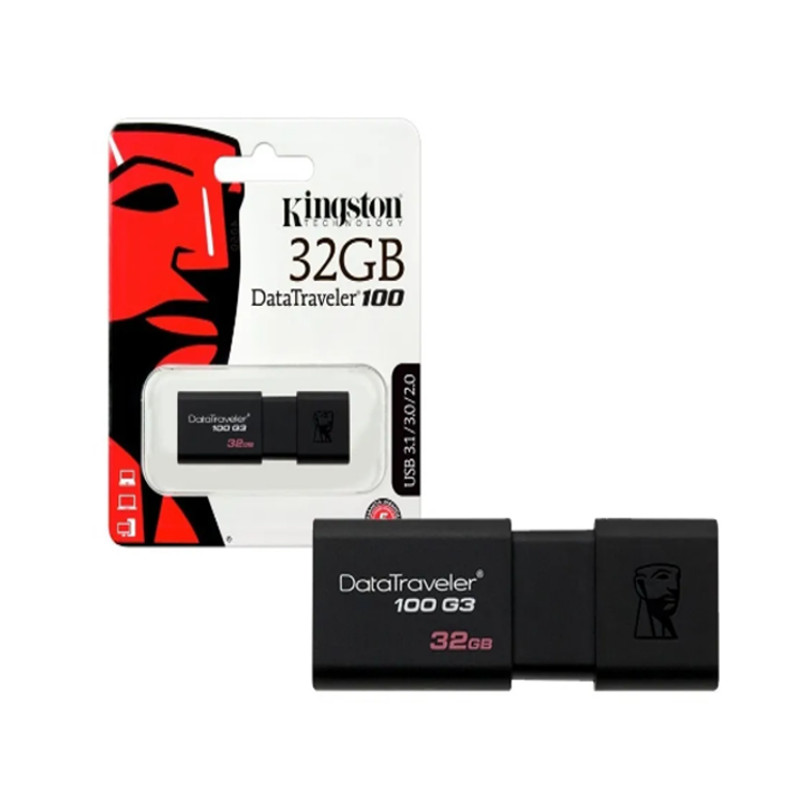 Kingston
TECHNOLOGY
32GB
DataTraveler® 100
USB 3.1 / 3.0 / 2.0
DataTraveler®
100 G3
32GB
5
DataTraveler®
100 G3
32GB